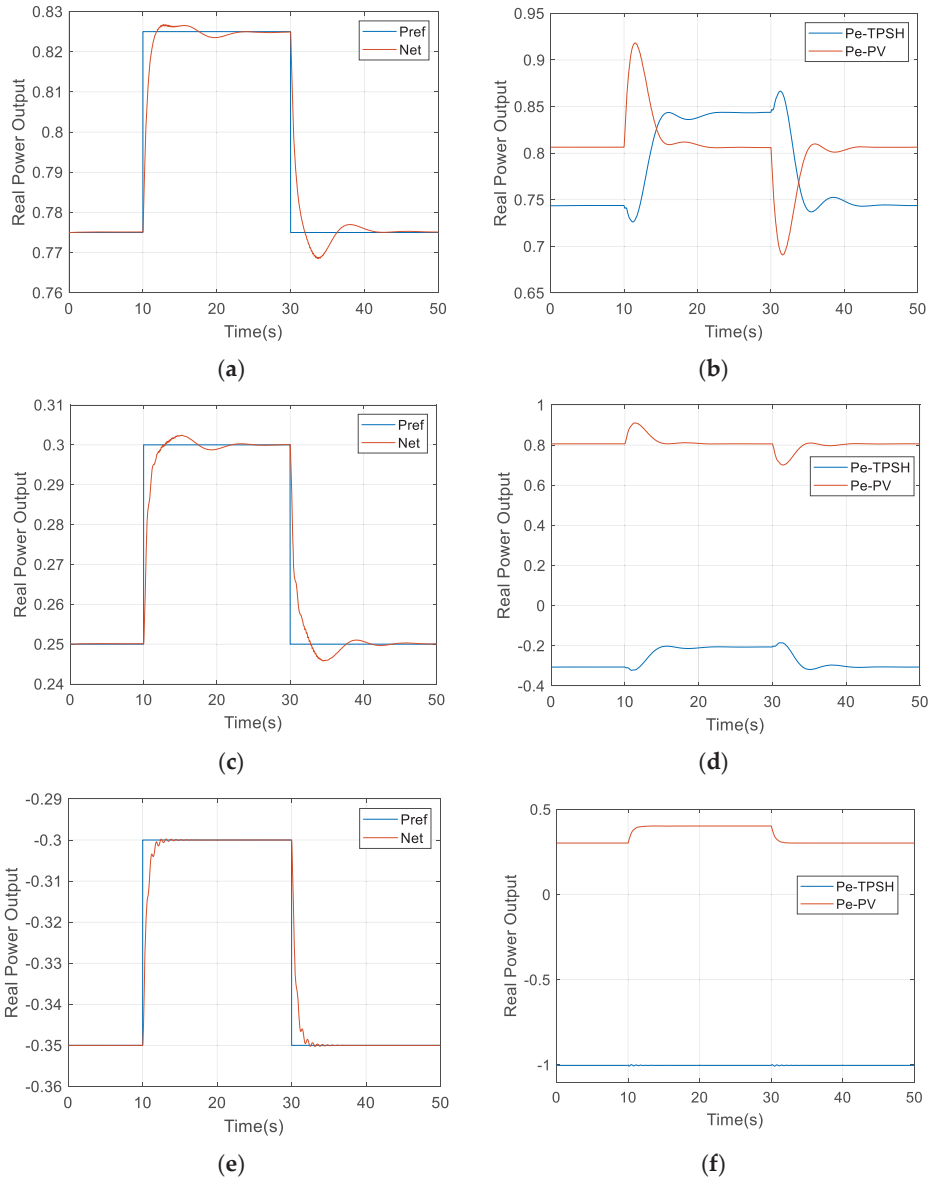 0.83
0.82
0.81
0.8
0.79
0.78
0.77
0.76
Real Power Output
Pref
Net
0 10 20 30 40 50
Time(s)
(a)
0.95
0.9
0.85
0.8
0.75
0.7
0.65
Real Power Output
Pe-TPSH
Pe-PV
0 10 20 30 40 50
Time(s)
(b)
0.31
0.3
0.29
0.28
0.27
0.26
0.25
0.24
Real Power Output
Pref
Net
0 10 20 30 40 50
Time(s)
(c)
1
0.8
0.6
0.4
0.2
0
-0.2
-0.4
Real Power Output
Pe-TPSH
Pe-PV
0 10 20 30 40 50
Time(s)
(d)
-0.29
-0.3
-0.31
-0.32
-0.33
-0.34
-0.35
-0.36
Real Power Output
Pref
Net
0 10 20 30 40 50
Time(s)
(e)
0.5
0
-0.5
-1
Real Power Output
Pe-TPSH
Pe-PV
0 10 20 30 40 50
Time(s)
(f)